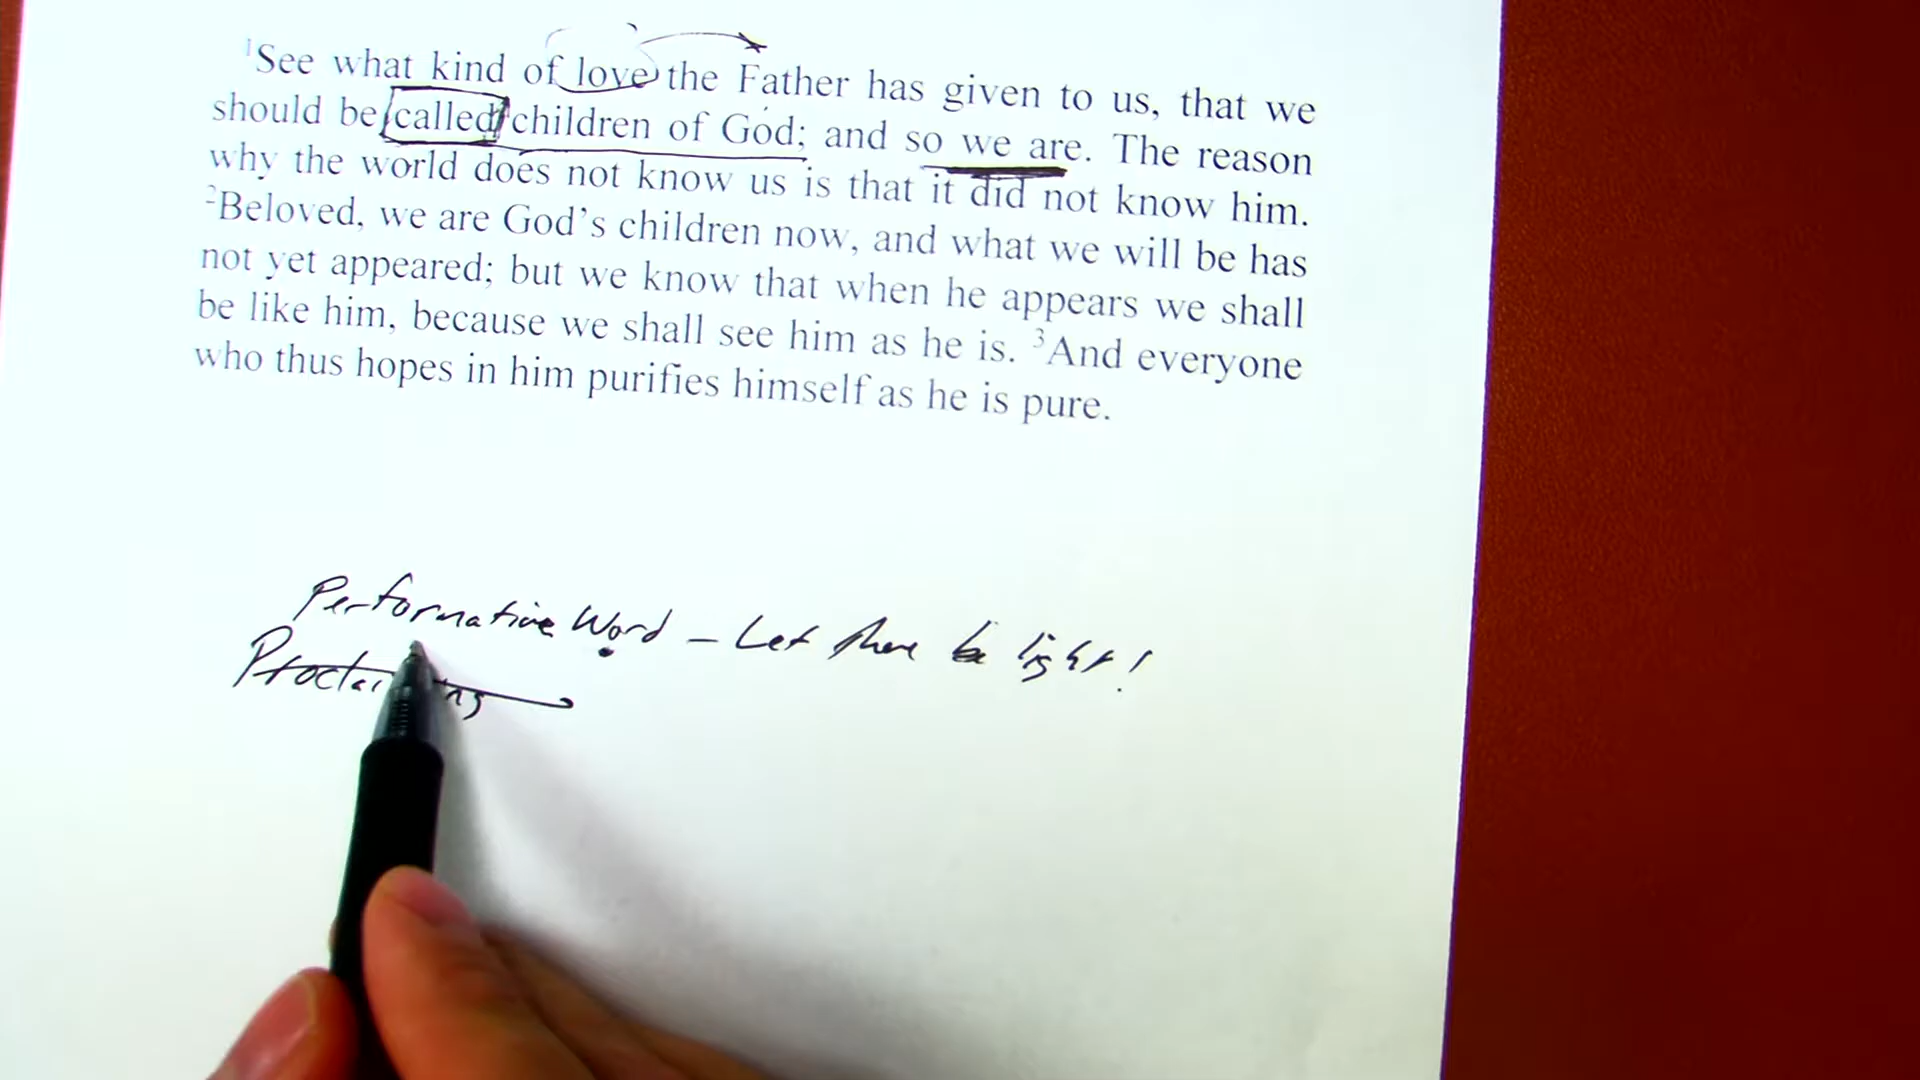 ¹See what kind of love the Father has given to us, that we
should be called children of God; and so we are. The reason
why the world does not know us is that it did not know him.
²Beloved, we are God's children now, and what we will be has
not yet appeared; but we know that when he appears we shall
be like him, because we shall see him as he is. ³And everyone
who thus hopes in him purifies himself as he is pure.
Performative Word – Let there be light!